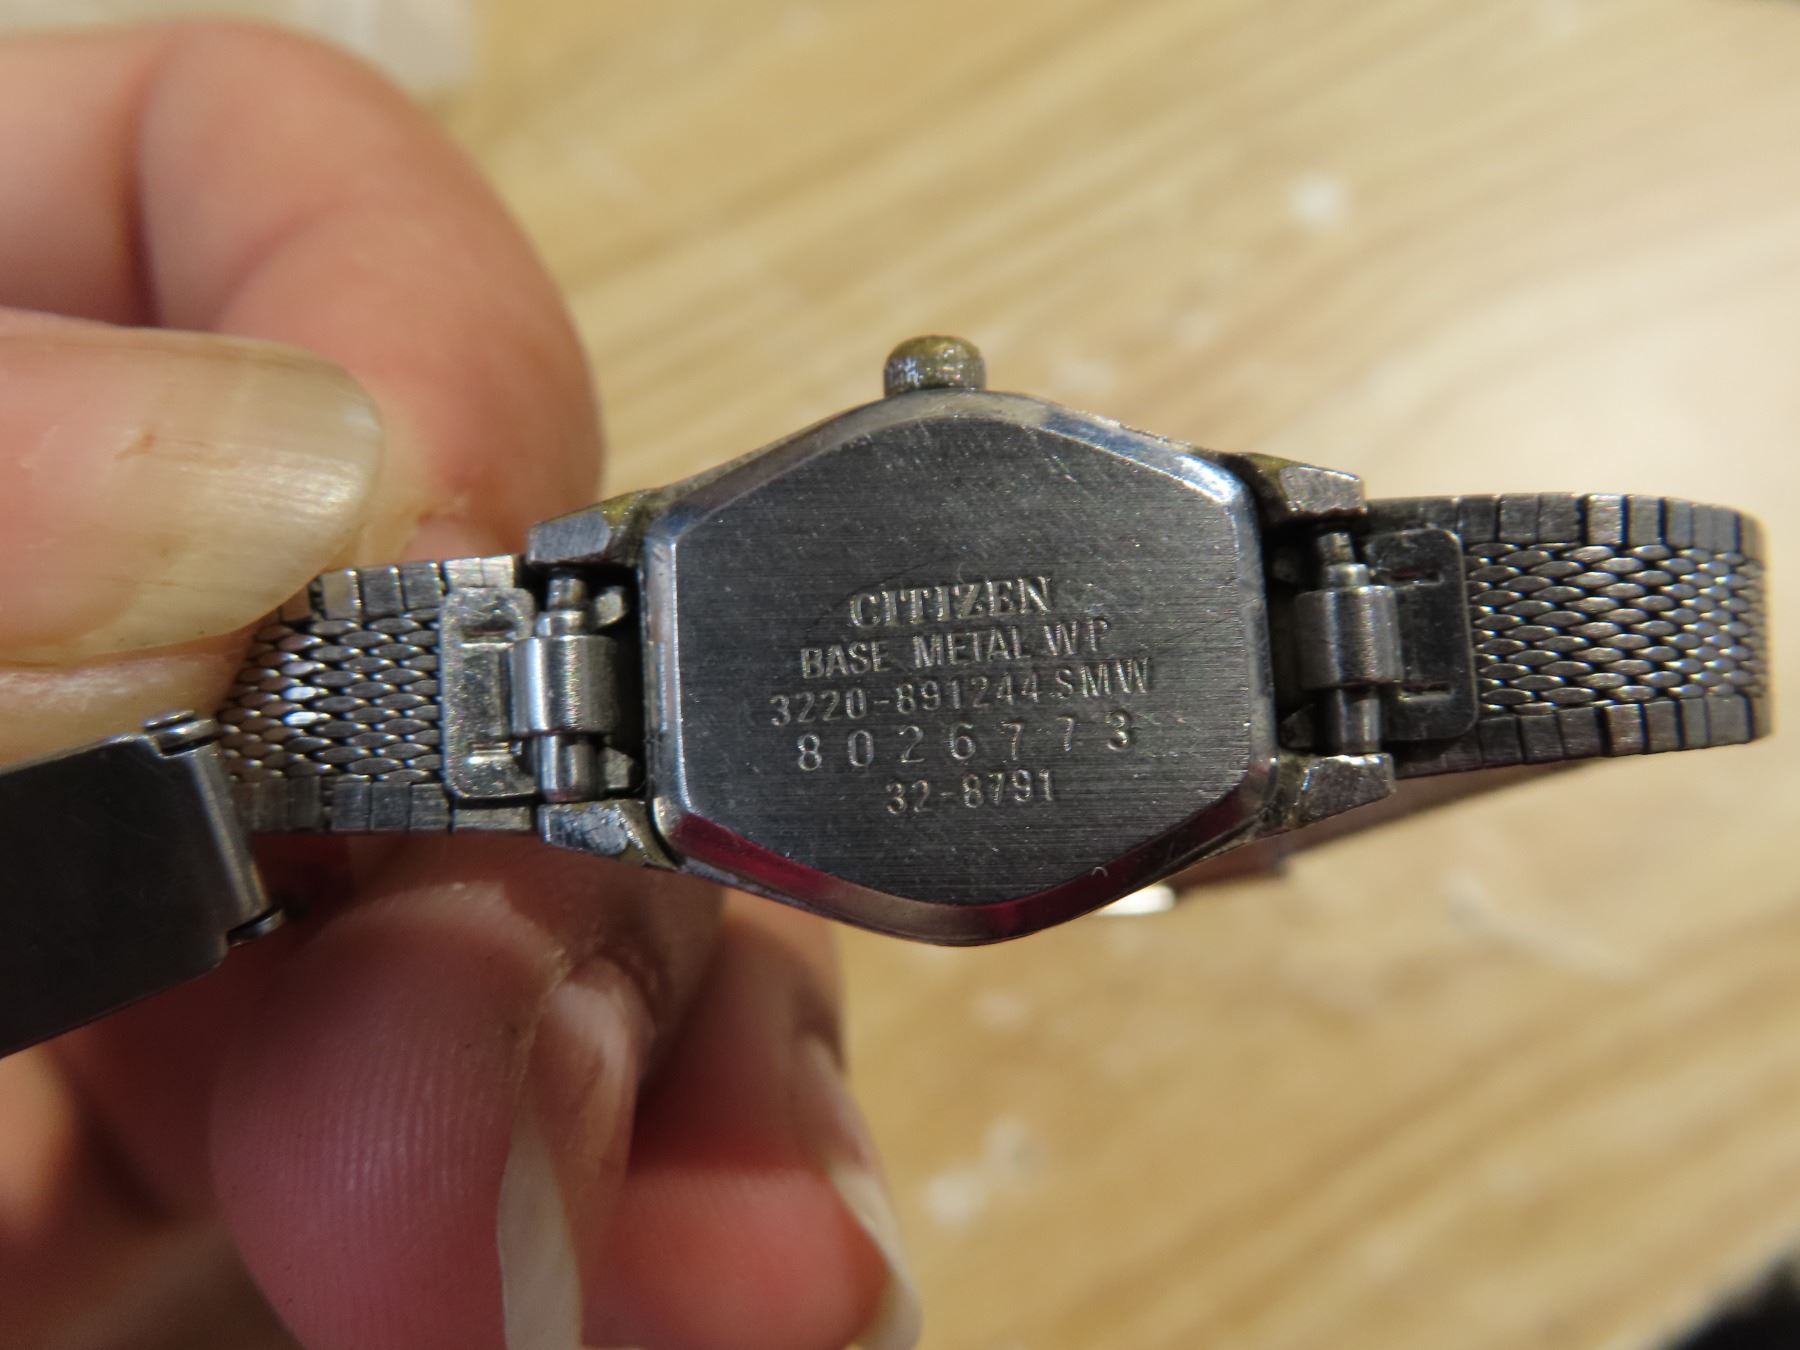 CITIZEN
BASE METAL WP
3220-891244 SMW
8026773
32-8791